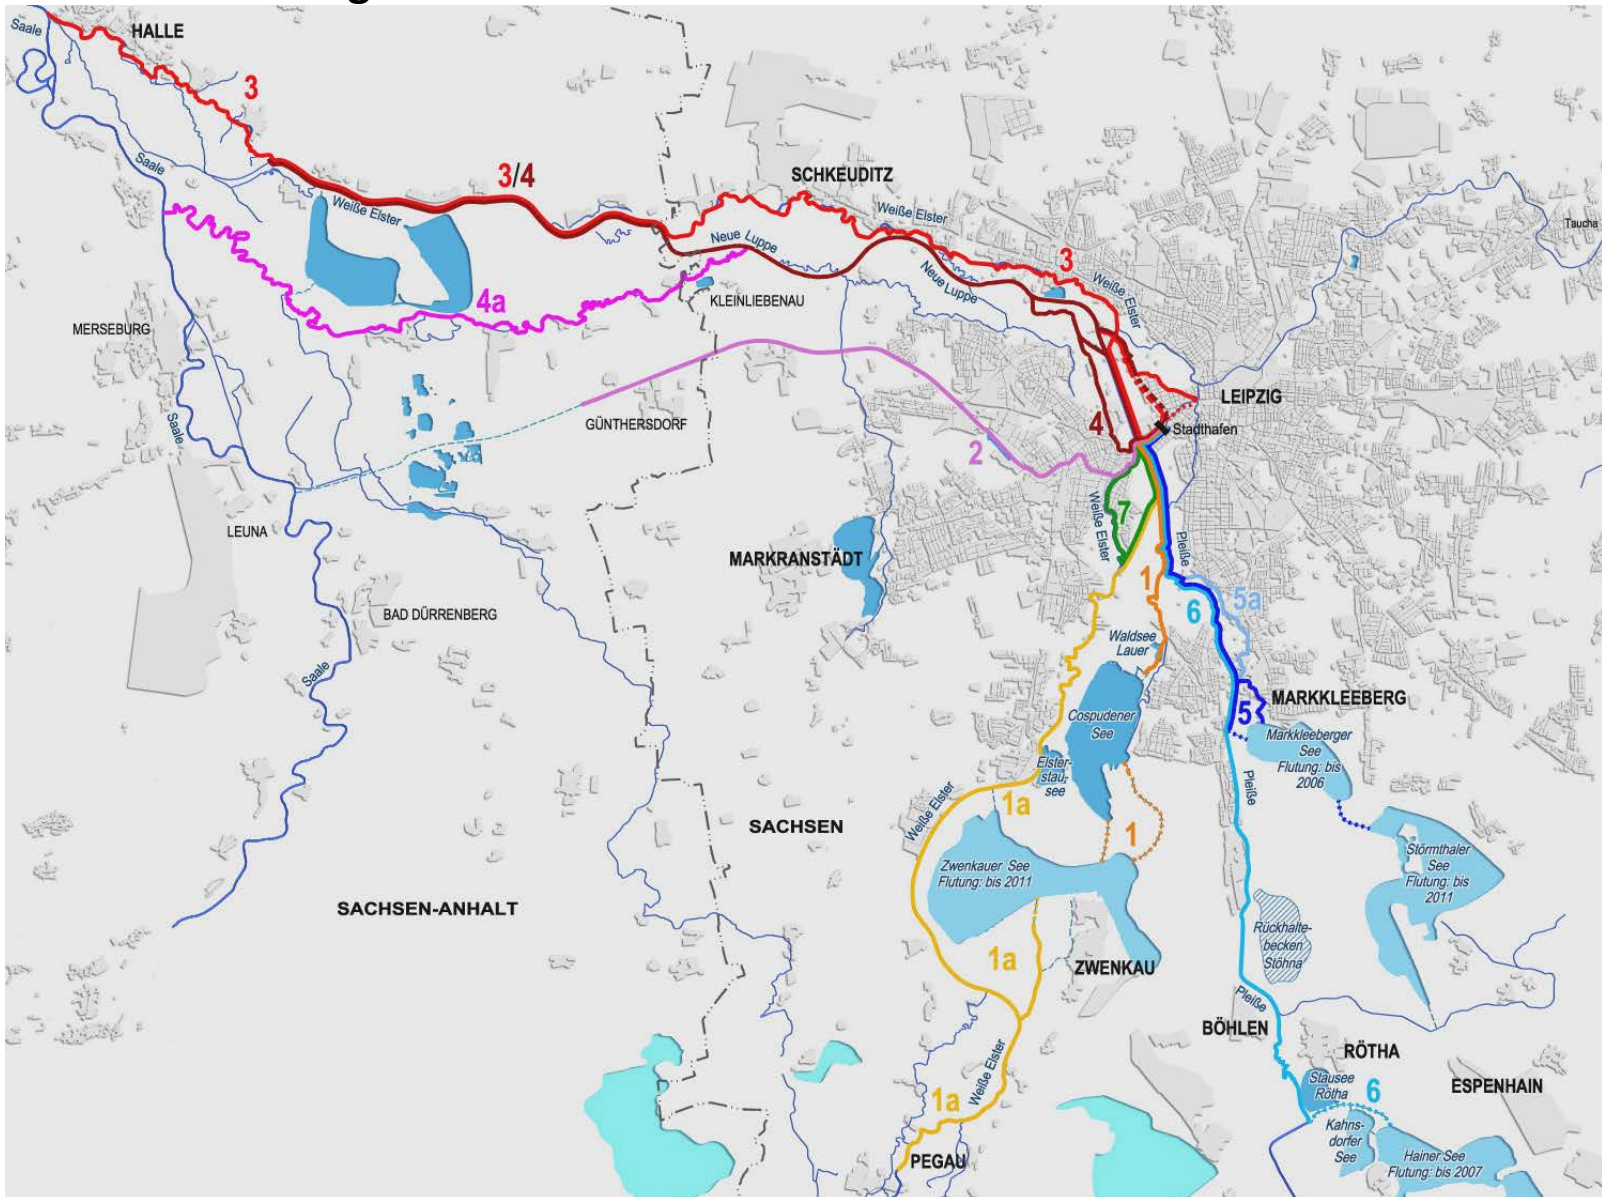 Saale
HALLE
3
Saale
3/4
SCHKEUDITZ
Weiße Elster
Weiße Elster
Taucha
Neue Luppe
3
Neue Luppe
Weiße Elster
4a
KLEINLIEBENAU
MERSEBURG
LEIPZIG
Saale
GÜNTHERSDORF
4
Stadthafen
2
Weiße Elster
7
LEUNA
Pleiße
MARKRANSTÄDT
1
5a
6
BAD DÜRRENBERG
Waldsee
Lauer
Saale
MARKKLEEBERG
5
Cospudener
See
Markkleeberger
See
Flutung: bis
2006
Elster-
stau-
see
Pleiße
1a
Weiße Elster
SACHSEN
1
Störmthaler
See
Flutung: bis
2011
Zwenkauer See
Flutung: bis 2011
SACHSEN-ANHALT
Rückhalte-
becken
Stöhna
1a
ZWENKAU
Pleiße
BÖHLEN
RÖTHA
Weiße Elster
Stausee
Rötha
6
ESPENHAIN
1a
Kahns-
dorfer
See
PEGAU
Hainer See
Flutung: bis 2007